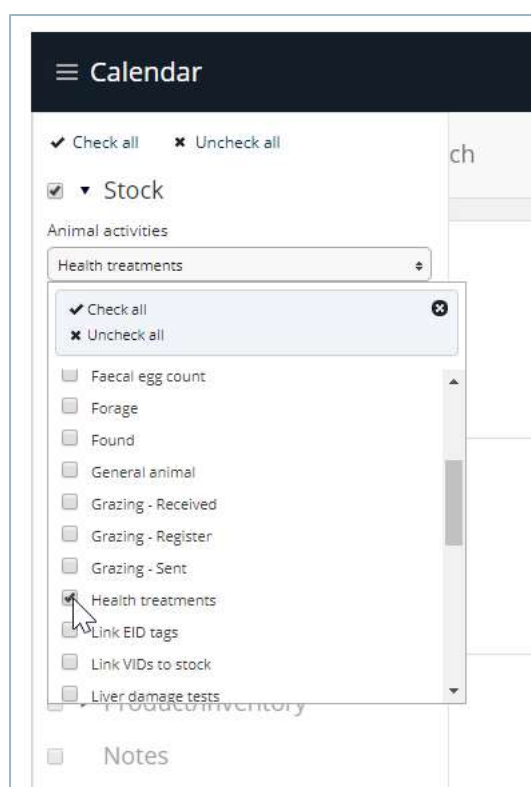 Calendar
Check all Uncheck all
ch
Stock
Animal activities
Health treatments
Check all
Uncheck all
Faecal egg count
Forage
Found
General animal
Grazing - Received
Grazing - Register
Grazing - Sent
Health treatments
Link EID tags
Link VIDs to stock
Liver damage tests
Product/Inventory
Notes